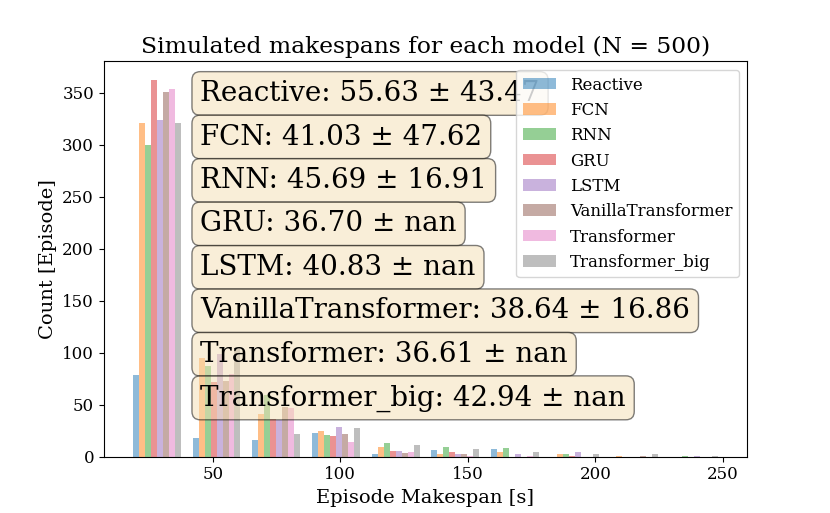 Simulated makespans for each model (N = 500)
Count [Episode]
350
300
250
200
150
100
50
0
Reactive: 55.63 ± 43.47
FCN: 41.03 ± 47.62
RNN: 45.69 ± 16.91
GRU: 36.70 ± nan
LSTM: 40.83 ± nan
VanillaTransformer: 38.64 ± 16.86
Transformer: 36.61 ± nan
Transformer_big: 42.94 ± nan
Reactive
FCN
RNN
GRU
LSTM
VanillaTransformer
Transformer
Transformer_big
50
100
150
200
250
Episode Makespan [s]